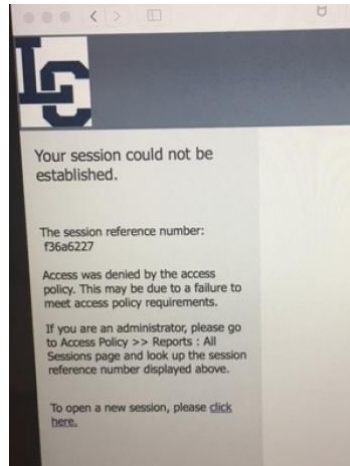 LC
Your session could not be
established.
The session reference number:
f36a6227
Access was denied by the access
policy. This may be due to a failure to
meet access policy requirements.
If you are an administrator, please go
to Access Policy >> Reports : All
Sessions page and look up the session
reference number displayed above.
To open a new session, please click
here.